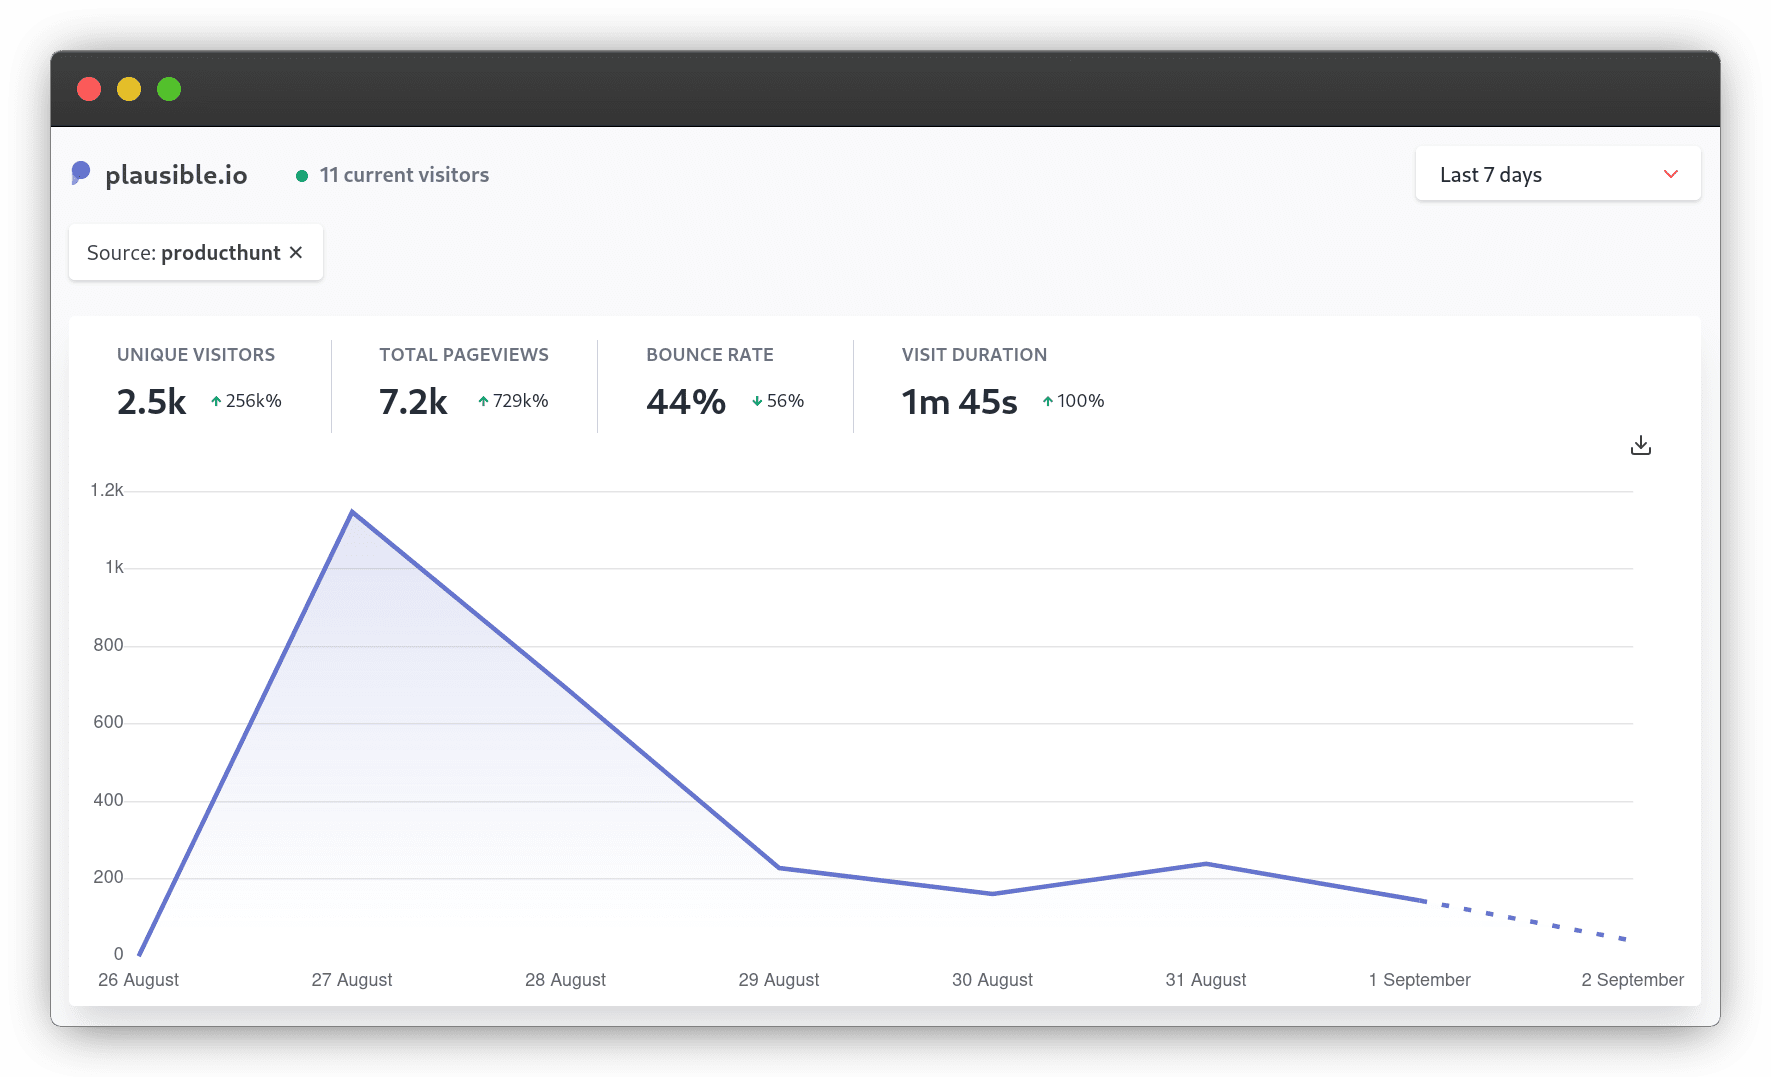 plausible.io
11 current visitors
Last 7 days
Source: producthunt ×
UNIQUE VISITORS
2.5k ↑256k%
TOTAL PAGEVIEWS
7.2k ↑729k%
BOUNCE RATE
44% ↓56%
VISIT DURATION
1m 45s ↑100%
1.2k
1k
800
600
400
200
0
26 August
27 August
28 August
29 August
30 August
31 August
1 September
2 September